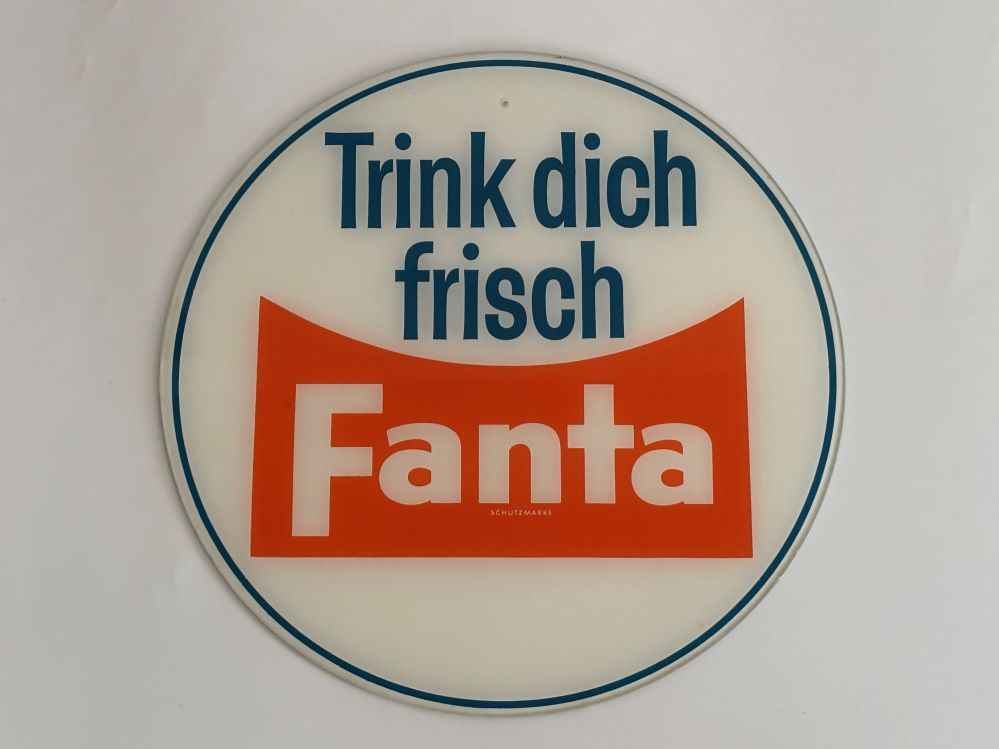 Trink dich
frisch
Fanta
SCHUTZMARKE